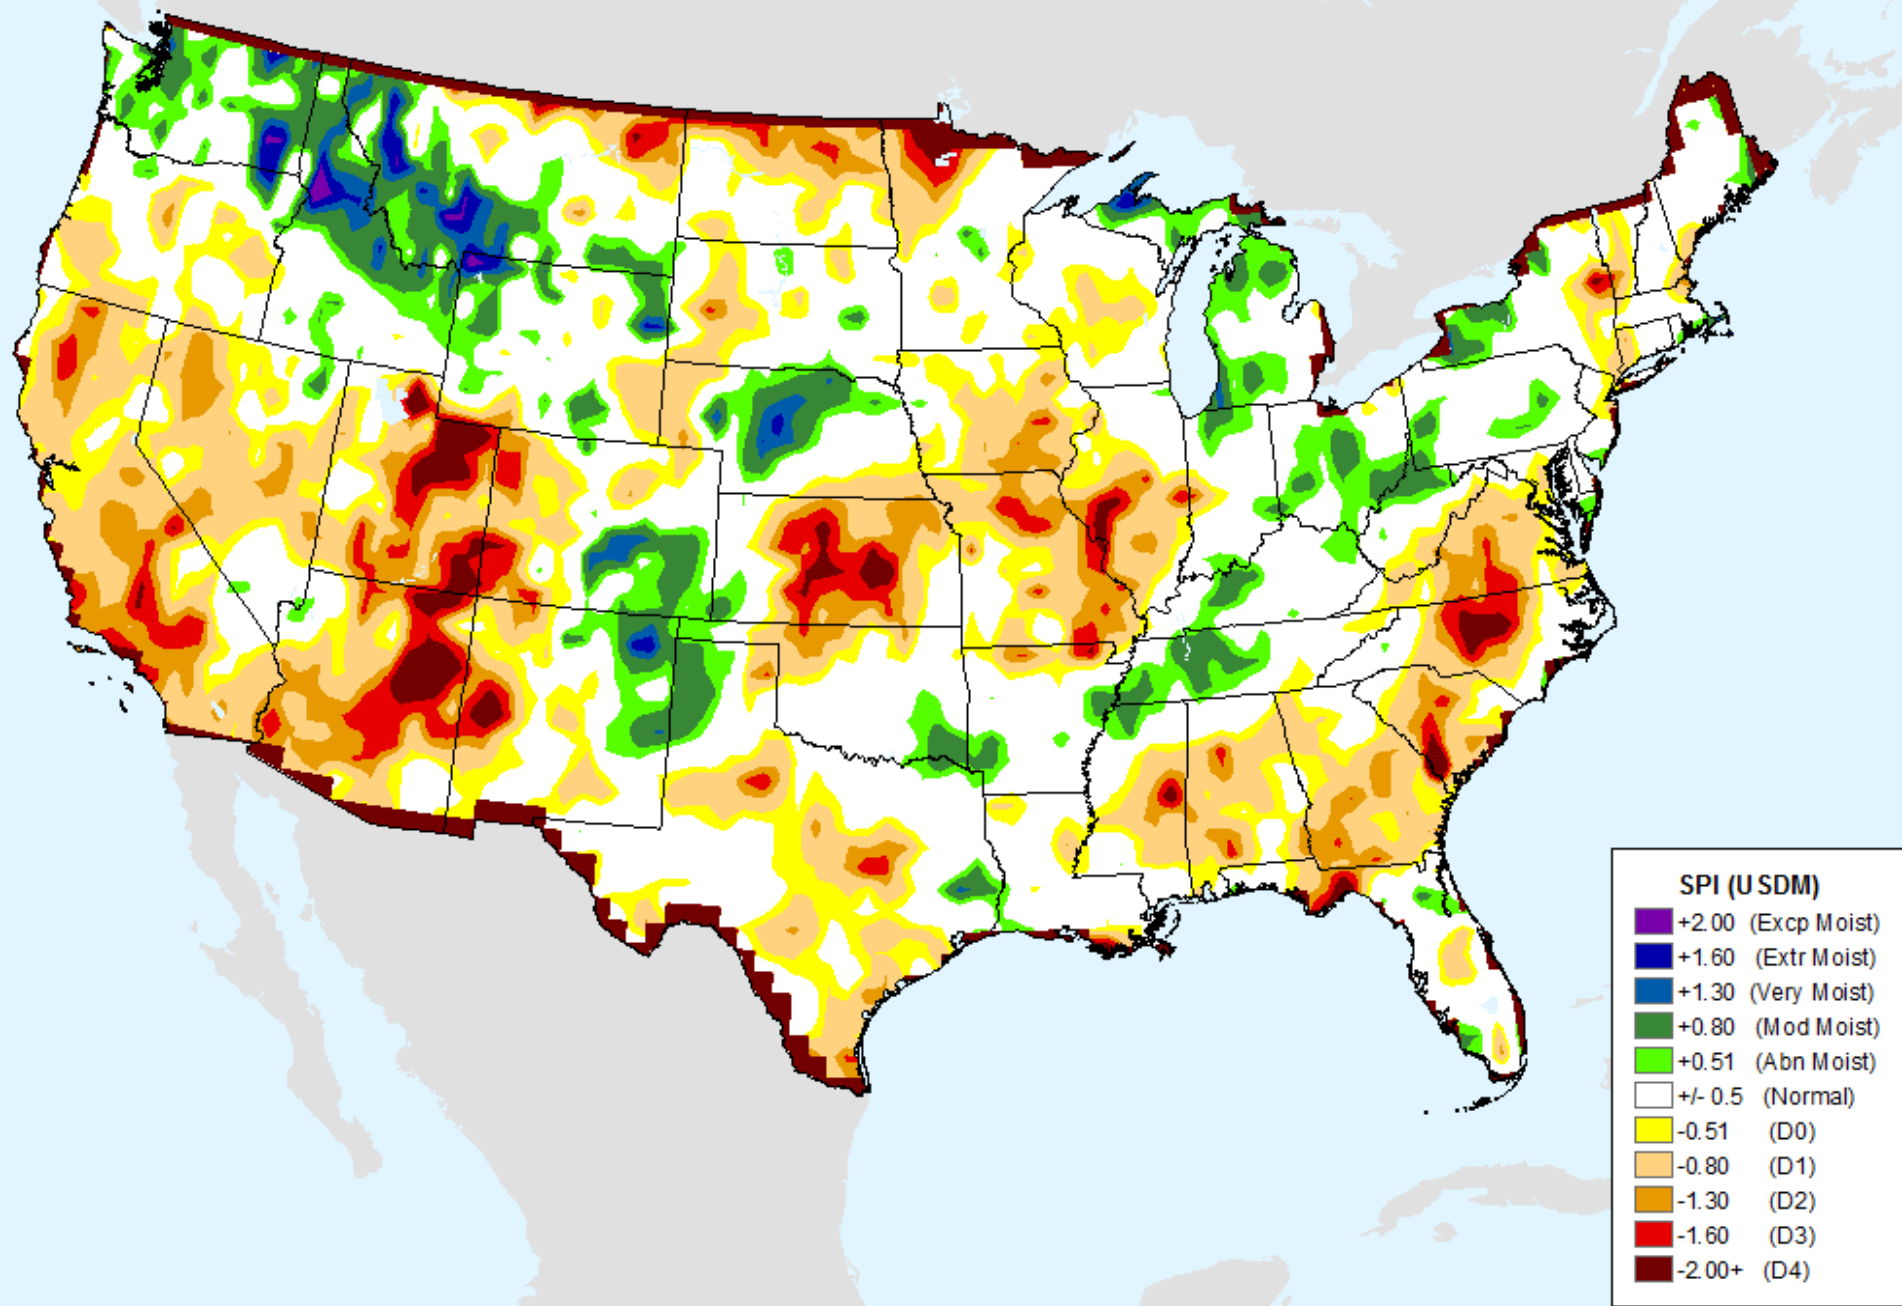 SPI (USDM)
+2.00 (Excp Moist)
+1.60 (Extr Moist)
+1.30 (Very Moist)
+0.80 (Mod Moist)
+0.51 (Abn Moist)
+/- 0.5 (Normal)
-0.51 (D0)
-0.80 (D1)
-1.30 (D2)
-1.60 (D3)
-2.00+ (D4)